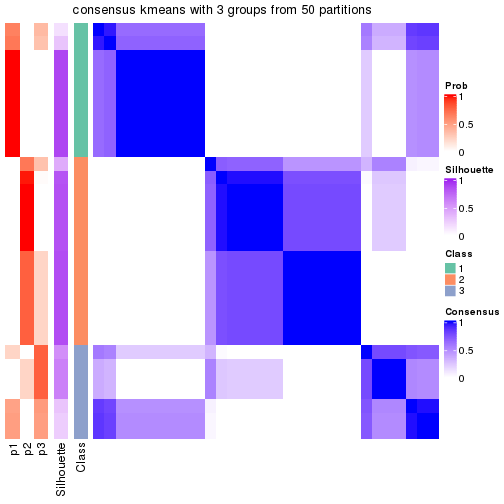 consensus kmeans with 3 groups from 50 partitions
Prob
1
0.5
0
Silhouette
1
0.5
0
Class
1
2
3
Consensus
1
0.5
0
p1
p2
p3
Silhouette
Class